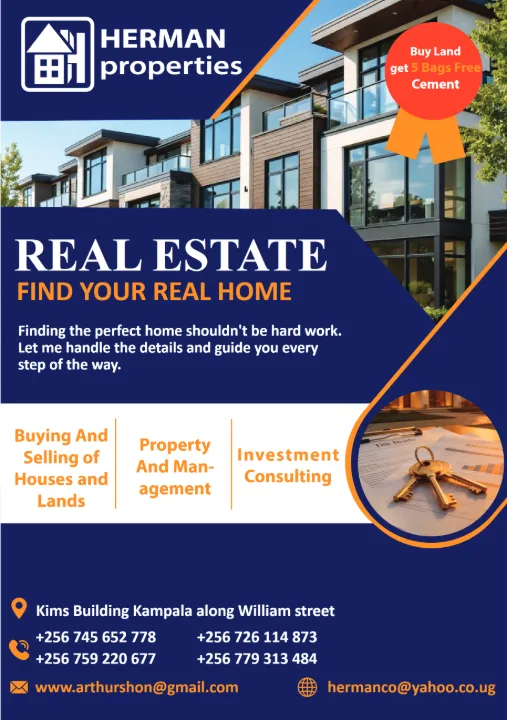 HERMAN
properties
Buy Land
get 5 Bags Free
Cement
REAL ESTATE
FIND YOUR REAL HOME
Finding the perfect home shouldn't be hard work.
Let me handle the details and guide you every
step of the way.
Buying And
Selling of
Houses and
Lands
Property
And Man-
agement
Investment
Consulting
Kims Building Kampala along William street
+256 745 652 778 +256 726 114 873
+256 759 220 677 +256 779 313 484
www.arthurshon@gmail.com hermanco@yahoo.co.ug